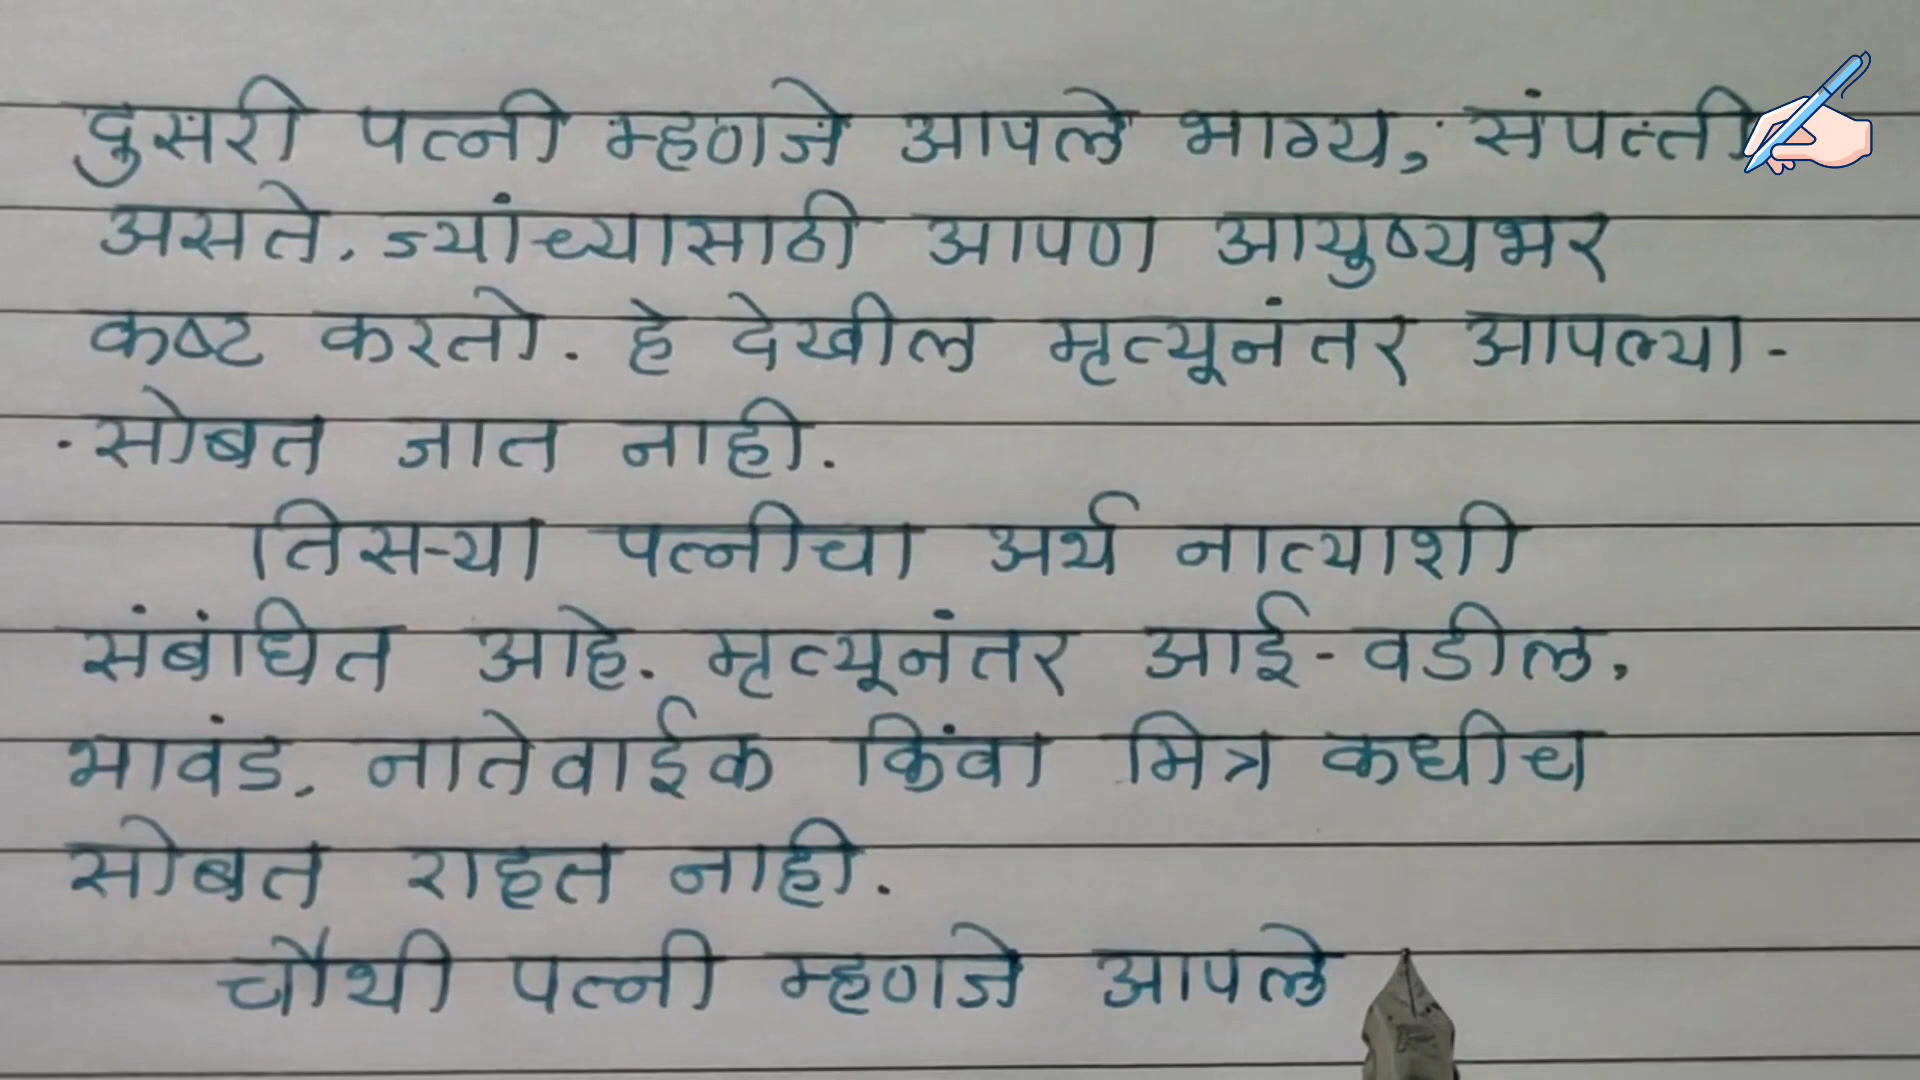 दुसरी पत्नी म्हणजे आपले भाग्य, संपत्ती
असते. ज्यांच्यासाठी आपण आयुष्यभर
कष्ट करतो. हे देखील मृत्यूनंतर आपल्या-
सोबत जात नाही.
तिसऱ्या पत्नीचा अर्थ नात्याशी
संबंधित आहे. मृत्यूनंतर आई-वडील,
भावंड, नातेवाईक किंवा मित्र कधीच
सोबत राहत नाही.
चौथी पत्नी म्हणजे आपले